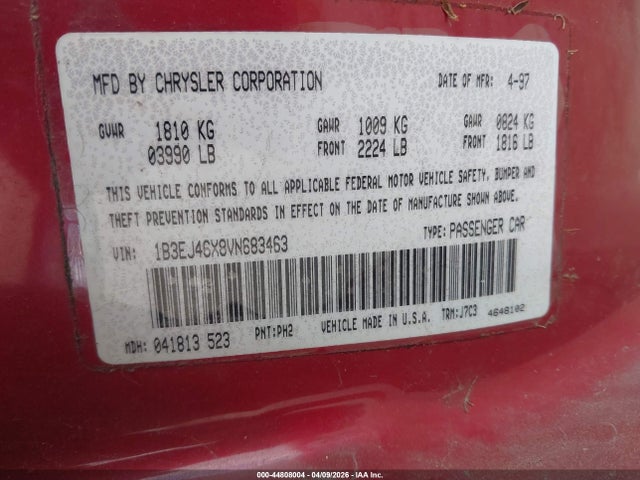 MFD BY CHRYSLER CORPORATION DATE OF MFR: 4-97
GVWR 1810 KG GAWR 1009 KG GAWR 0824 KG
03990 LB FRONT 2224 LB FRONT 1816 LB
THIS VEHICLE CONFORMS TO ALL APPLICABLE FEDERAL MOTOR VEHICLE SAFETY, BUMPER AND
THEFT PREVENTION STANDARDS IN EFFECT ON THE DATE OF MANUFACTURE SHOWN ABOVE.
VIN: 1B3EJ46X8VN683463 TYPE: PASSENGER CAR
MDH: 041813 523 PNT:PH2 VEHICLE MADE IN U.S.A. TRM:J7C3 4648102
000-44808004 | 04/09/2026 | IAA Inc.